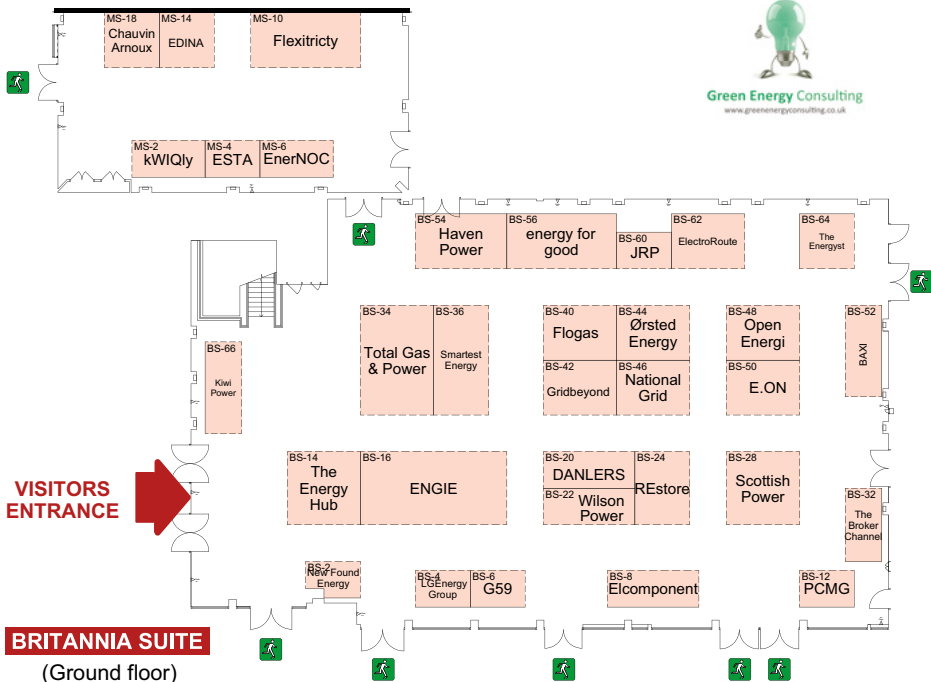 MS-18
Chauvin
Arnoux
MS-14
EDINA
MS-10
Flexitricty
Green Energy Consulting
www.greenenergyconsulting.co.uk
MS-2
kWIQly
MS-4
ESTA
MS-6
EnerNOC
BS-54
Haven
Power
BS-56
energy for
good
BS-60
JRP
BS-62
ElectroRoute
BS-64
The
Energyst
BS-34
Total Gas
& Power
BS-36
Smartest
Energy
BS-40
Flogas
BS-44
Ørsted
Energy
BS-48
Open
Energi
BS-52
BAXI
BS-66
Kiwi
Power
BS-42
Gridbeyond
BS-46
National
Grid
BS-50
E.ON
BS-14
The
Energy
Hub
BS-16
ENGIE
BS-20
DANLERS
BS-22
Wilson
Power
BS-24
REstore
BS-28
Scottish
Power
BS-32
The
Broker
Channel
VISITORS
ENTRANCE
BS-2
New Found
Energy
BS-4
LGEnergy
Group
BS-6
G59
BS-8
Elcomponent
BS-12
PCMG
BRITANNIA SUITE
(Ground floor)